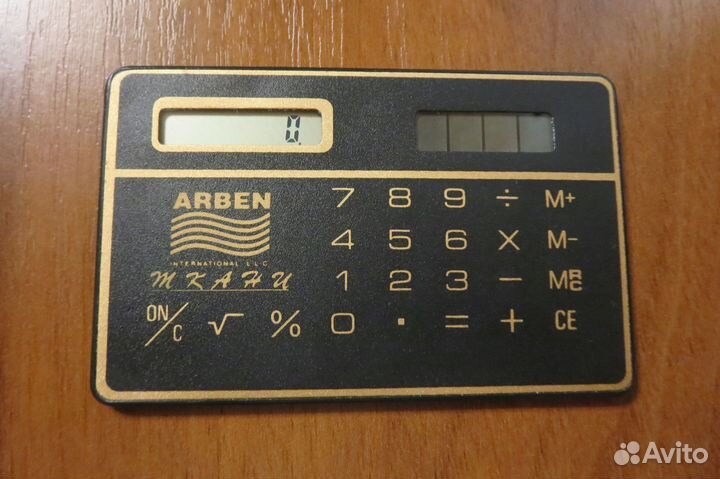 0.
ARBEN
INTERNATIONAL L.L.C
ткани
7 8 9 ÷ M+
4 5 6 X M−
1 2 3 − MRC
ON/C √ % 0 . = + CE
Avito